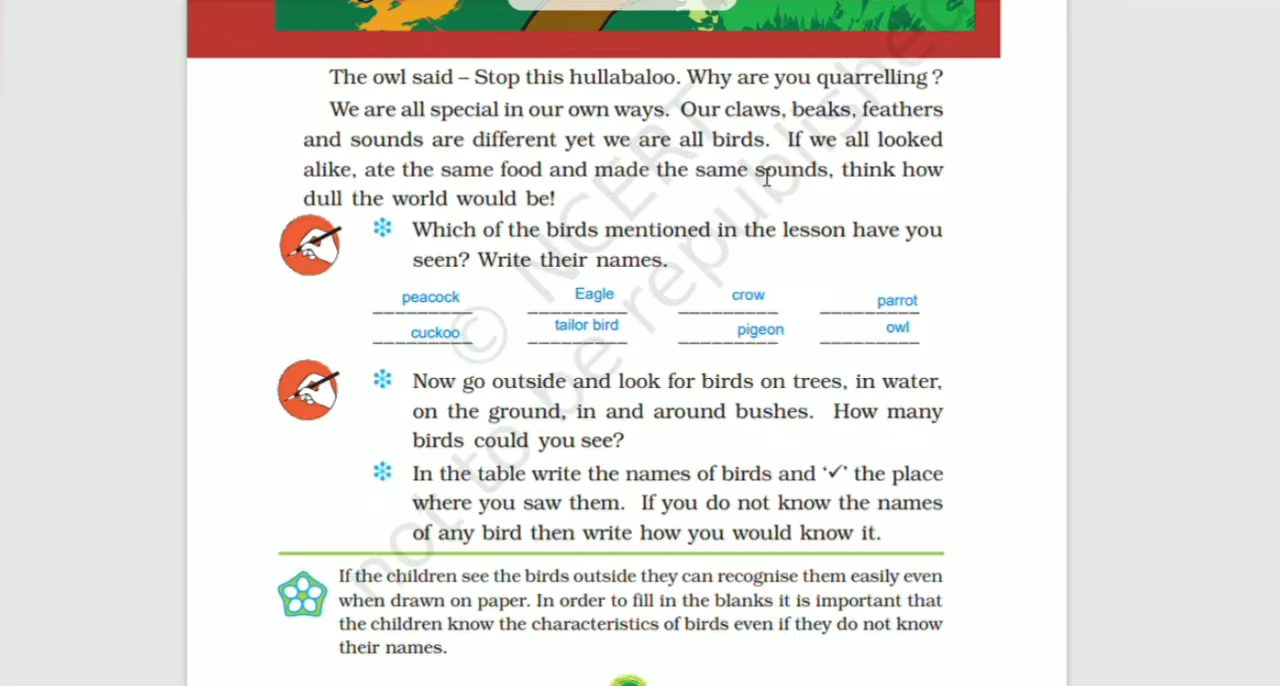 The owl said – Stop this hullabaloo. Why are you quarrelling ?
We are all special in our own ways. Our claws, beaks, feathers
and sounds are different yet we are all birds. If we all looked
alike, ate the same food and made the same sounds, think how
dull the world would be!
Which of the birds mentioned in the lesson have you
seen? Write their names.
peacock Eagle crow parrot
cuckoo tailor bird pigeon owl
Now go outside and look for birds on trees, in water,
on the ground, in and around bushes. How many
birds could you see?
In the table write the names of birds and ‘✓’ the place
where you saw them. If you do not know the names
of any bird then write how you would know it.
If the children see the birds outside they can recognise them easily even
when drawn on paper. In order to fill in the blanks it is important that
the children know the characteristics of birds even if they do not know
their names.
© NCERT
not to be republished